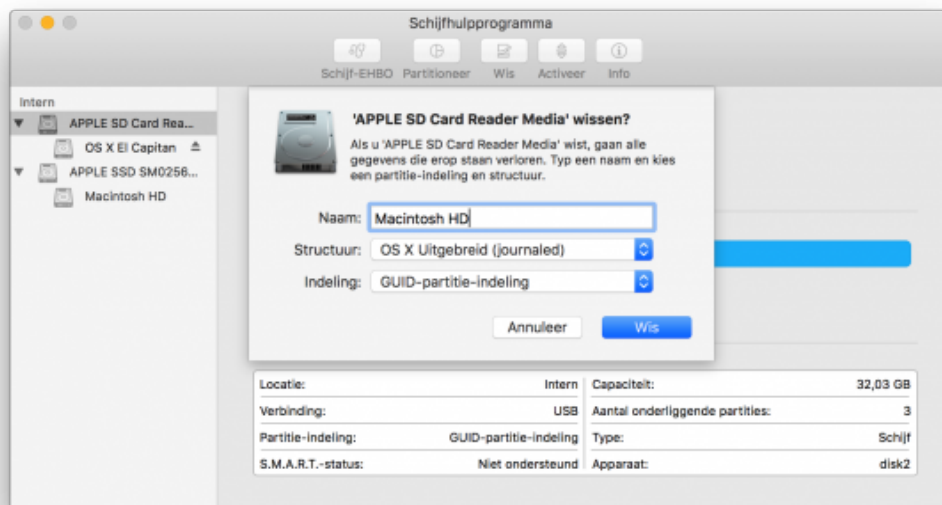 Schijfhulpprogramma
Schijf-EHBO Partitioneer Wis Activeer Info
Intern
APPLE SD Card Rea...
OS X El Capitan
APPLE SSD SM0256...
Macintosh HD
'APPLE SD Card Reader Media' wissen?
Als u 'APPLE SD Card Reader Media' wist, gaan alle
gegevens die erop staan verloren. Typ een naam en kies
een partitie-indeling en structuur.
Naam: Macintosh HD
Structuur: OS X Uitgebreid (journaled)
Indeling: GUID-partitie-indeling
Annuleer Wis
Locatie: Intern Capaciteit: 32,03 GB
Verbinding: USB Aantal onderliggende partities: 3
Partitie-indeling: GUID-partitie-indeling Type: Schijf
S.M.A.R.T.-status: Niet ondersteund Apparaat: disk2